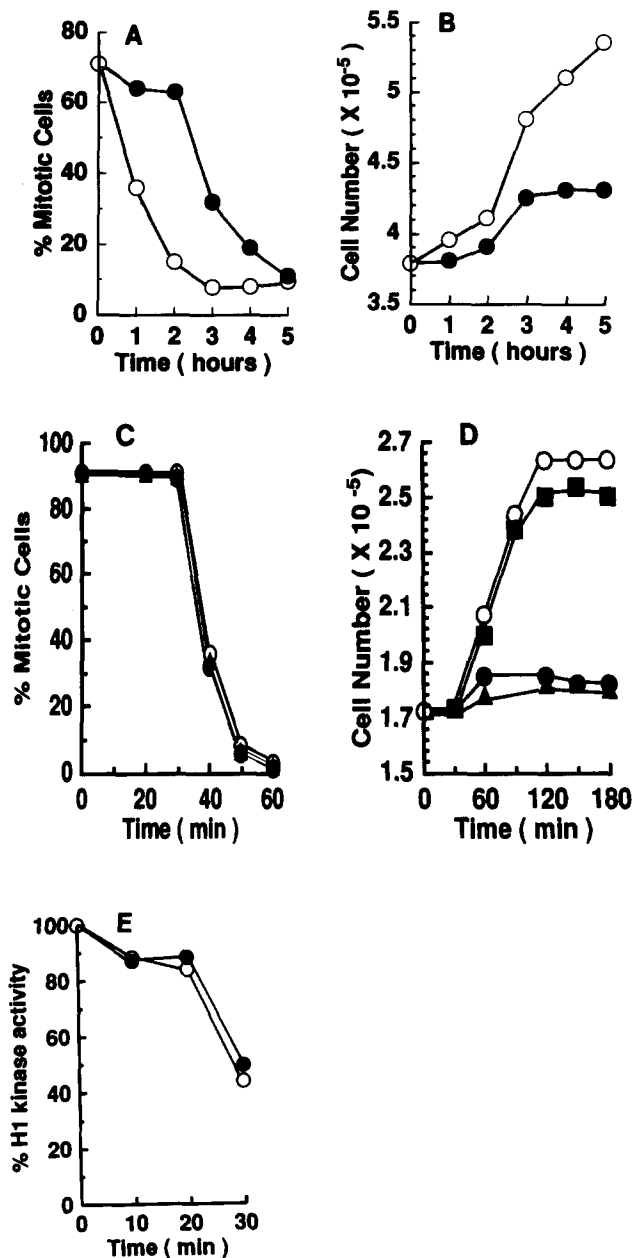 A
80
60
40
20
0
% Mitotic Cells
0 1 2 3 4 5
Time ( hours )
B
5.5
5
4.5
4
3.5
Cell Number ( X 10⁻⁵)
0 1 2 3 4 5
Time ( hours )
C
100
80
60
40
20
0
% Mitotic Cells
0 20 40 60
Time ( min )
D
2.7
2.5
2.3
2.1
1.9
1.7
1.5
Cell Number ( X 10⁻⁵)
0 60 120 180
Time ( min )
E
100
80
60
40
20
0
% H1 kinase activity
0 10 20 30
Time ( min )